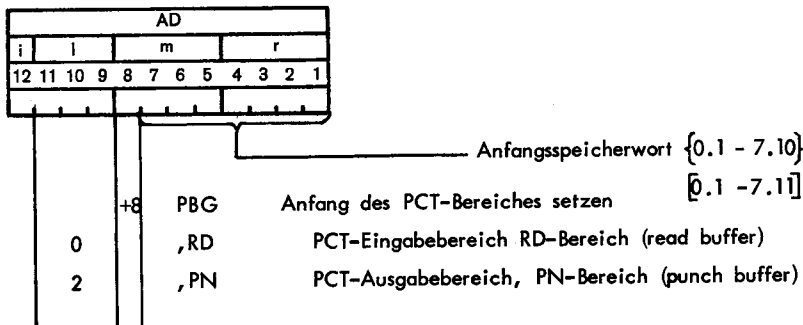 AD
i l m r
12 11 10 9 8 7 6 5 4 3 2 1
Anfangsspeicherwort {0.1 - 7.10}
[0.1 -7.11]
+8 PBG Anfang des PCT-Bereiches setzen
0 ,RD PCT-Eingabebereich RD-Bereich (read buffer)
2 ,PN PCT-Ausgabebereich, PN-Bereich (punch buffer)